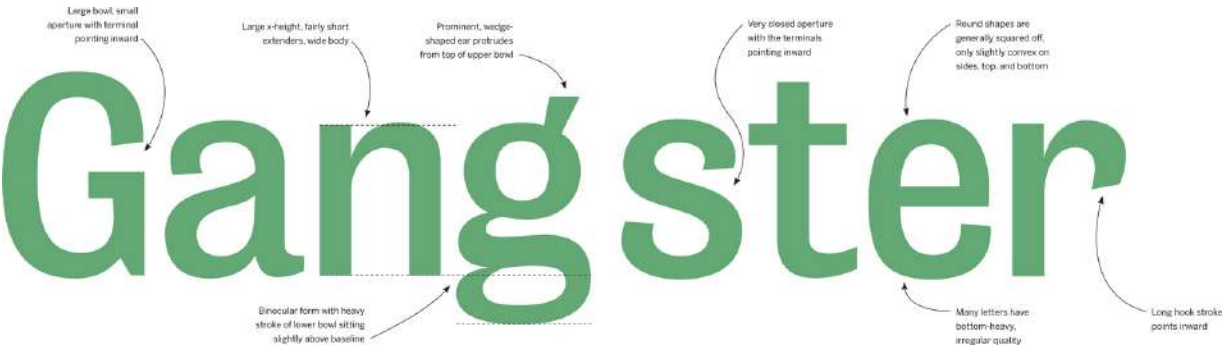 Large bowl, small
aperture with terminal
pointing inward
Large x-height, fairly short
extenders, wide body
Prominent, wedge-
shaped ear protrudes
from top of upper bowl
Very closed aperture
with the terminals
pointing inward
Round shapes are
generally squared off,
only slightly convex on
sides, top, and bottom
Gangster
Binocular form with heavy
stroke of lower bowl sitting
slightly above baseline
Many letters have
bottom-heavy,
irregular quality
Long hook stroke
points inward